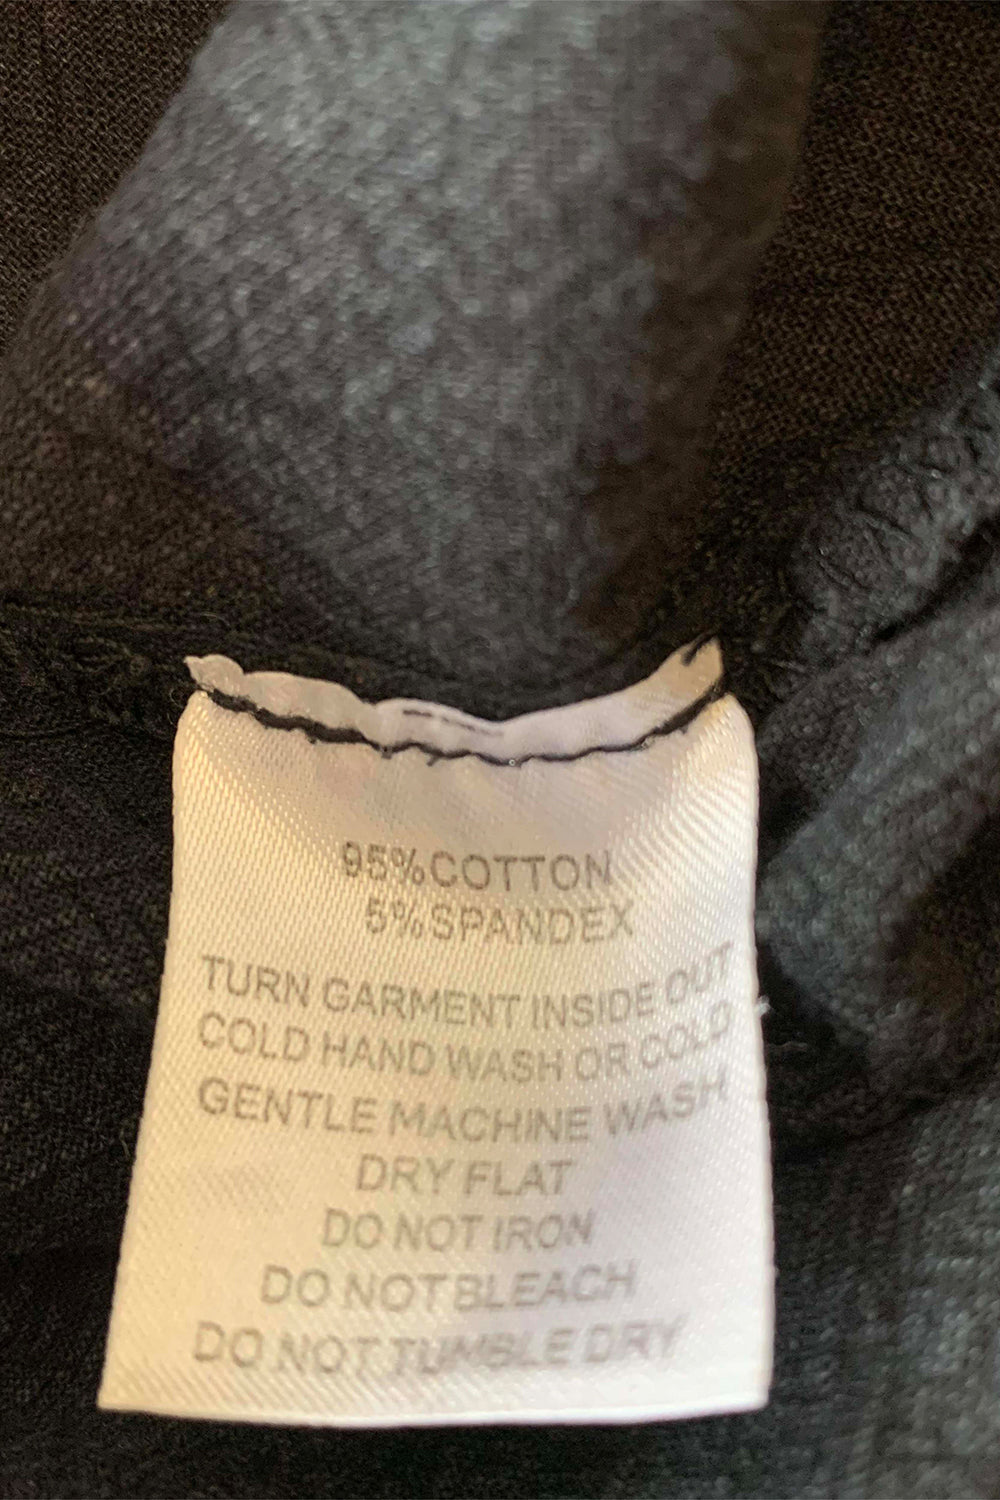 95%COTTON
5%SPANDEX
TURN GARMENT INSIDE OUT
COLD HAND WASH OR COLD
GENTLE MACHINE WASH
DRY FLAT
DO NOT IRON
DO NOT BLEACH
DO NOT TUMBLE DRY